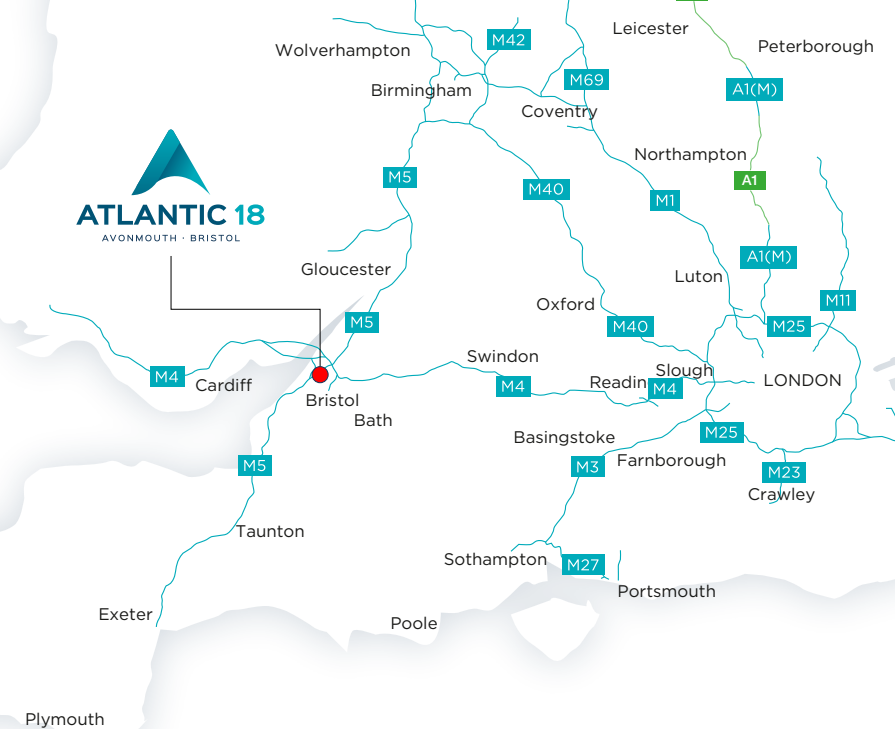 Leicester
M42
Peterborough
Wolverhampton
M69
A1(M)
Birmingham
Coventry
Northampton
M5
A1
M40
M1
ATLANTIC 18
AVONMOUTH · BRISTOL
A1(M)
Gloucester
Luton
M11
Oxford
M5
M40
M25
Swindon
Slough
M4
Cardiff
M4
Readin
M4
LONDON
Bristol
Bath
M25
Basingstoke
M5
M3
Farnborough
M23
Crawley
Taunton
Sothampton
M27
Portsmouth
Exeter
Poole
Plymouth